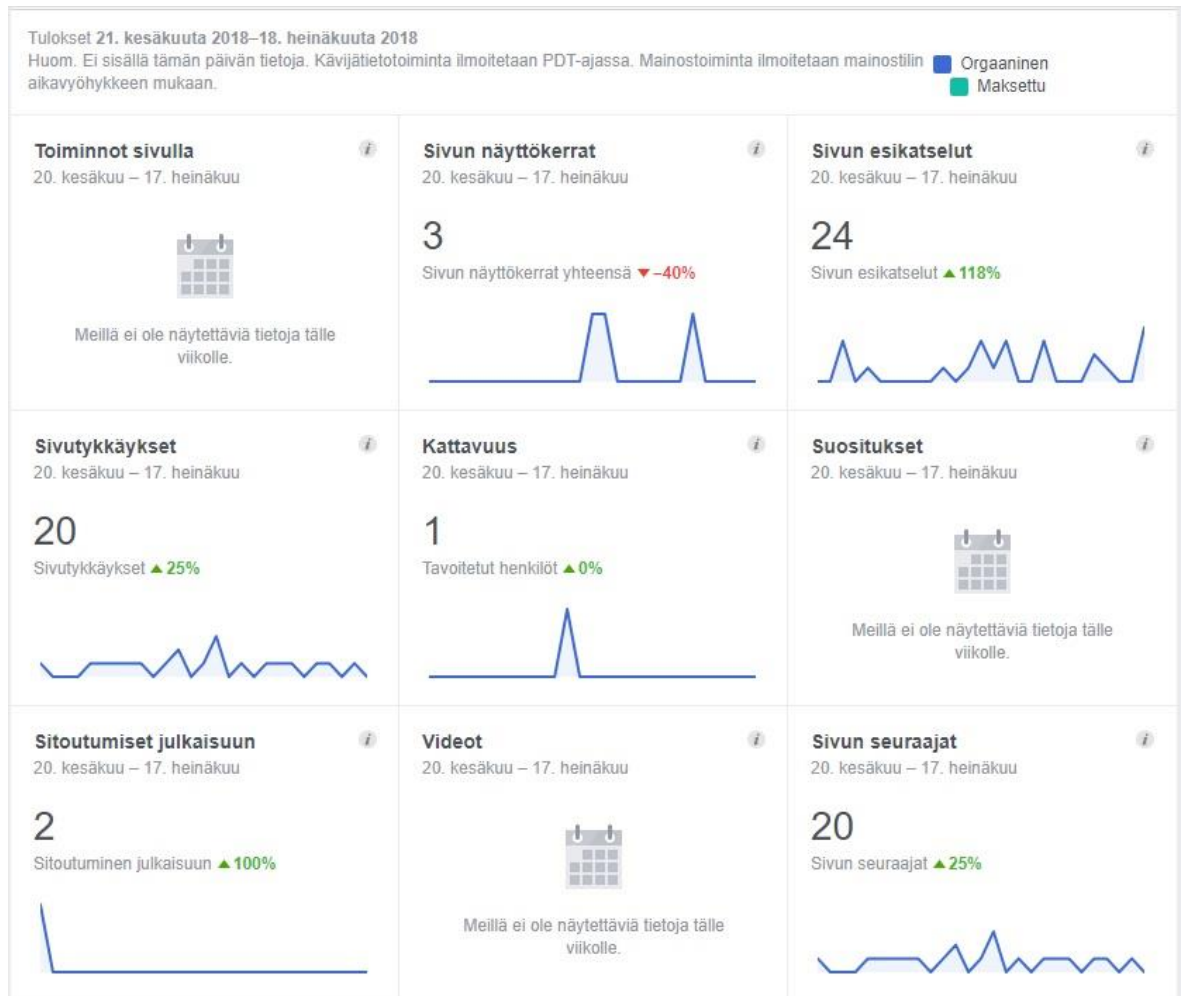 Tulokset 21. kesäkuuta 2018–18. heinäkuuta 2018
Huom. Ei sisällä tämän päivän tietoja. Kävijätietotoiminta ilmoitetaan PDT-ajassa. Mainostoiminta ilmoitetaan mainostilin
aikavyöhykkeen mukaan.
Orgaaninen
Maksettu
Toiminnot sivulla
20. kesäkuu – 17. heinäkuu
Meillä ei ole näytettäviä tietoja tälle
viikolle.
Sivun näyttökerrat
20. kesäkuu – 17. heinäkuu
3
Sivun näyttökerrat yhteensä ▼ –40%
Sivun esikatselut
20. kesäkuu – 17. heinäkuu
24
Sivun esikatselut ▲ 118%
Sivutykkäykset
20. kesäkuu – 17. heinäkuu
20
Sivutykkäykset ▲ 25%
Kattavuus
20. kesäkuu – 17. heinäkuu
1
Tavoitetut henkilöt ▲ 0%
Suositukset
20. kesäkuu – 17. heinäkuu
Meillä ei ole näytettäviä tietoja tälle
viikolle.
Sitoutumiset julkaisuun
20. kesäkuu – 17. heinäkuu
2
Sitoutuminen julkaisuun ▲ 100%
Videot
20. kesäkuu – 17. heinäkuu
Meillä ei ole näytettäviä tietoja tälle
viikolle.
Sivun seuraajat
20. kesäkuu – 17. heinäkuu
20
Sivun seuraajat ▲ 25%